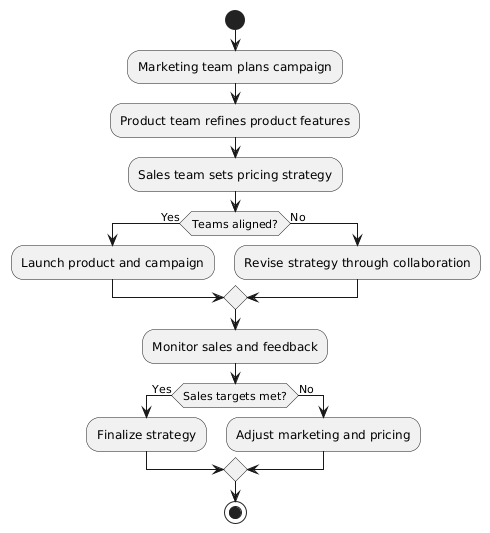 Marketing team plans campaign
Product team refines product features
Sales team sets pricing strategy
Yes
Teams aligned?
No
Launch product and campaign
Revise strategy through collaboration
Monitor sales and feedback
Yes
Sales targets met?
No
Finalize strategy
Adjust marketing and pricing